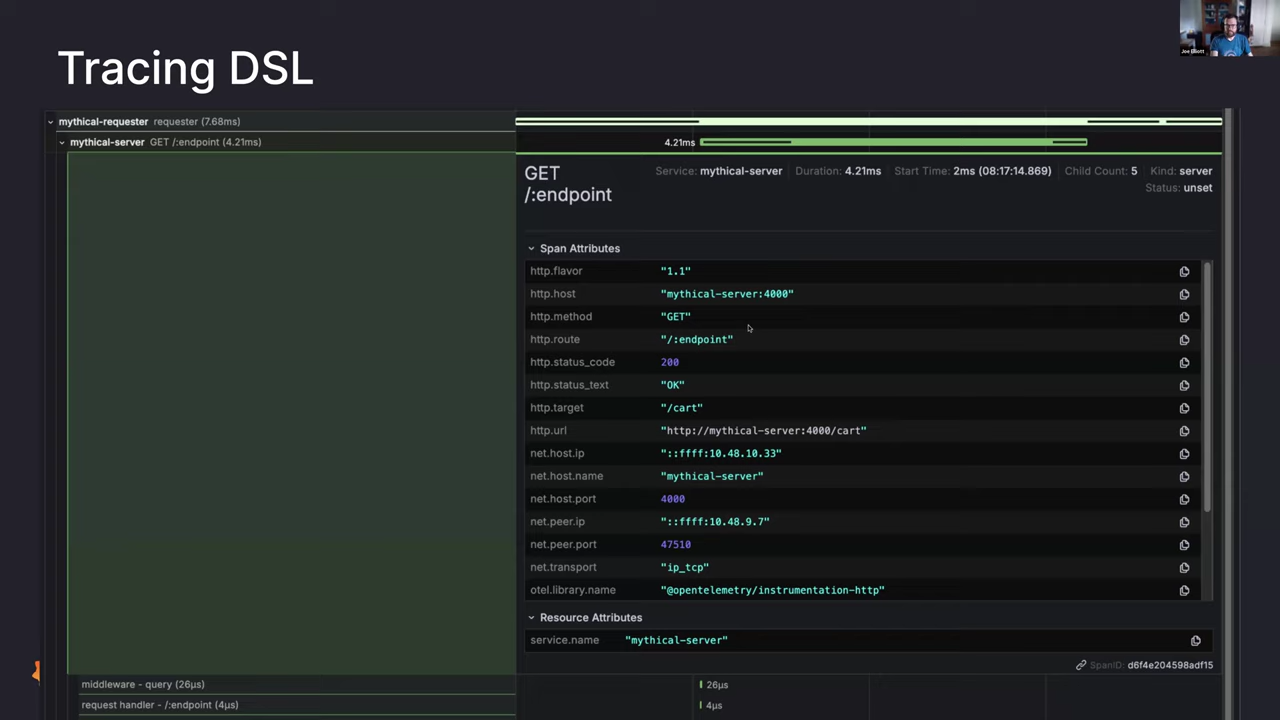 Tracing DSL
Joe Elliott
mythical-requester requester (7.68ms)
mythical-server GET /:endpoint (4.21ms)
4.21ms
GET /:endpoint
Service: mythical-server Duration: 4.21ms Start Time: 2ms (08:17:14.869) Child Count: 5 Kind: server
Status: unset
Span Attributes
http.flavor "1.1"
http.host "mythical-server:4000"
http.method "GET"
http.route "/:endpoint"
http.status_code 200
http.status_text "OK"
http.target "/cart"
http.url "http://mythical-server:4000/cart"
net.host.ip "::ffff:10.48.10.33"
net.host.name "mythical-server"
net.host.port 4000
net.peer.ip "::ffff:10.48.9.7"
net.peer.port 47510
net.transport "ip_tcp"
otel.library.name "@opentelemetry/instrumentation-http"
Resource Attributes
service.name "mythical-server"
SpanID: d6f4e204598adf15
middleware - query (26μs) 26μs
request handler - /:endpoint (4μs) 4μs